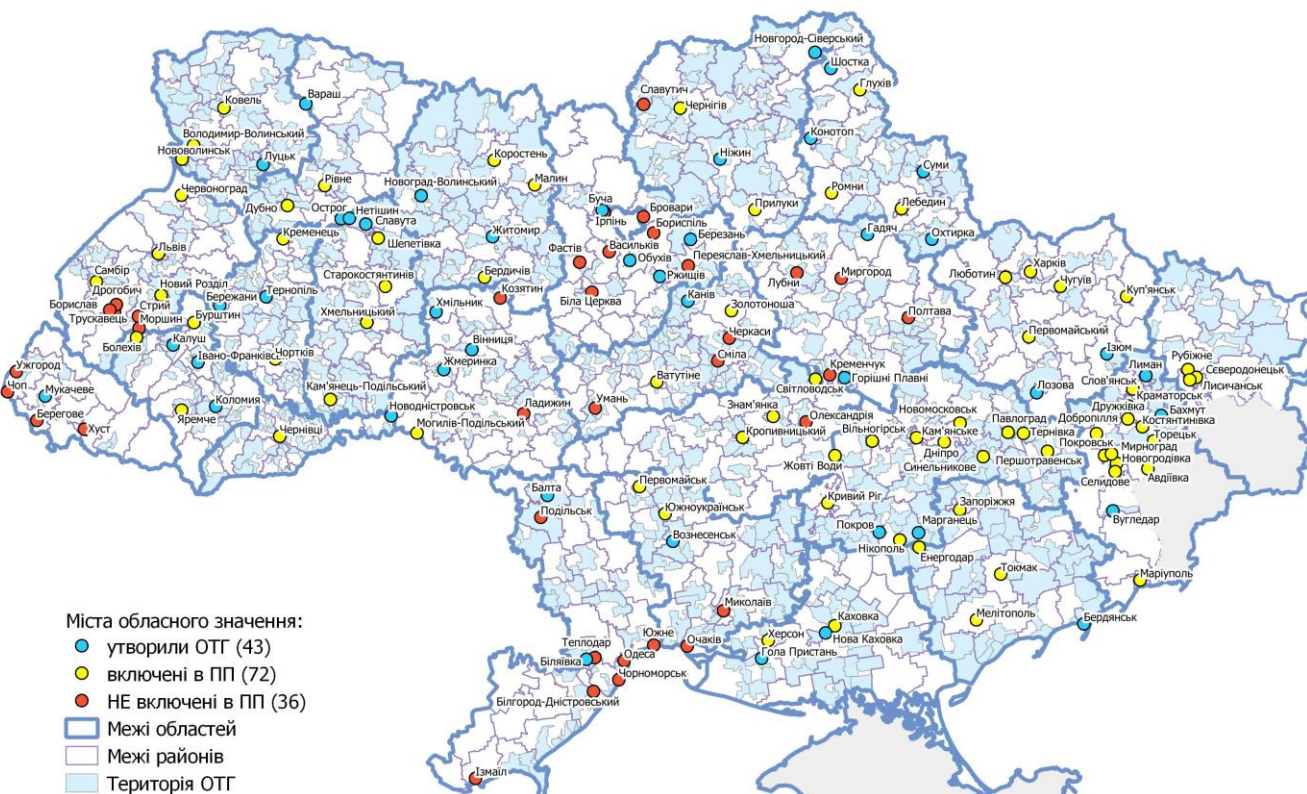 Новгород-Сіверський
Шостка
Славутич
Глухів
Чернігів
Ковель
Вараш
Конотоп
Володимир-Волинський
Нововолинськ
Луцьк
Коростень
Ніжин
Суми
Червоноград
Рівне
Новоград-Волинський
Малин
Ромни
Лебедин
Дубно
Острог
Нетішин
Славута
Буча
Ірпінь
Бровари
Бориспіль
Прилуки
Гадяч
Охтирка
Кременець
Шепетівка
Житомир
Фастів
Васильків
Обухів
Березань
Переяслав-Хмельницький
Львів
Самбір
Старокостянтинів
Бердичів
Ржищів
Лубни
Миргород
Люботин
Харків
Чугуїв
Дрогобич
Новий Розділ
Бережани
Тернопіль
Хмільник
Козятин
Біла Церква
Канів
Золотоноша
Куп'янськ
Борислав
Стрий
Трускавець
Моршин
Бурштин
Хмельницький
Полтава
Первомайський
Болехів
Калуш
Вінниця
Черкаси
Ізюм
Івано-Франківськ
Чортків
Жмеринка
Сміла
Кременчук
Лиман
Рубіжне
Сєвєродонецьк
Ужгород
Чоп
Мукачеве
Кам'янець-Подільський
Ватутіне
Світловодськ
Горішні Плавні
Лозова
Слов'янськ
Лисичанськ
Краматорськ
Берегове
Хуст
Яремче
Коломия
Новодністровськ
Ладижин
Умань
Знам'янка
Олександрія
Новомосковськ
Павлоград
Добропілля
Дружківка
Бахмут
Костянтинівка
Чернівці
Могилів-Подільський
Кропивницький
Вільногірськ
Кам'янське
Дніпро
Тернівка
Торецьк
Покровськ
Мирноград
Новогродівка
Жовті Води
Синельникове
Першотравенськ
Селидове
Авдіївка
Балта
Первомайськ
Подільськ
Южноукраїнськ
Кривий Ріг
Запоріжжя
Вознесенськ
Покров
Марганець
Вугледар
Нікополь
Енергодар
Токмак
Маріуполь
Миколаїв
Каховка
Мелітополь
Бердянськ
Теплодар
Южне
Очаків
Херсон
Нова Каховка
Біляївка
Одеса
Гола Пристань
Чорноморськ
Білгород-Дністровський
Ізмаїл
Міста обласного значення:
утворили ОТГ (43)
включені в ПП (72)
НЕ включені в ПП (36)
Межі областей
Межі районів
Територія ОТГ